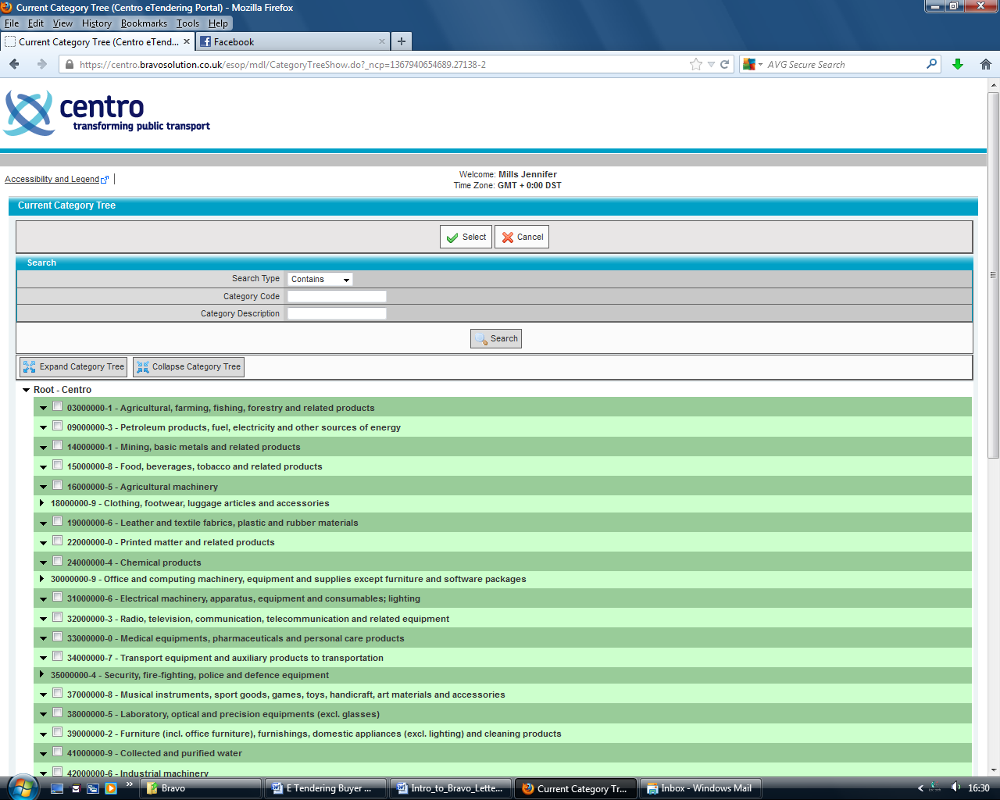 Current Category Tree (Centro eTendering Portal) - Mozilla Firefox
File Edit View History Bookmarks Tools Help
Current Category Tree (Centro eTend... Facebook
https://centro.bravosolution.co.uk/esop/mdl/CategoryTreeShow.do?_ncp=1367940654689.27138-2 AVG Secure Search
centro
transforming public transport
Accessibility and Legend
Welcome: Mills Jennifer
Time Zone: GMT + 0:00 DST
Current Category Tree
Select Cancel
Search
Search Type Contains
Category Code
Category Description
Search
Expand Category Tree Collapse Category Tree
Root - Centro
03000000-1 - Agricultural, farming, fishing, forestry and related products
09000000-3 - Petroleum products, fuel, electricity and other sources of energy
14000000-1 - Mining, basic metals and related products
15000000-8 - Food, beverages, tobacco and related products
16000000-5 - Agricultural machinery
18000000-9 - Clothing, footwear, luggage articles and accessories
19000000-6 - Leather and textile fabrics, plastic and rubber materials
22000000-0 - Printed matter and related products
24000000-4 - Chemical products
30000000-9 - Office and computing machinery, equipment and supplies except furniture and software packages
31000000-6 - Electrical machinery, apparatus, equipment and consumables; lighting
32000000-3 - Radio, television, communication, telecommunication and related equipment
33000000-0 - Medical equipments, pharmaceuticals and personal care products
34000000-7 - Transport equipment and auxiliary products to transportation
35000000-4 - Security, fire-fighting, police and defence equipment
37000000-8 - Musical instruments, sport goods, games, toys, handicraft, art materials and accessories
38000000-5 - Laboratory, optical and precision equipments (excl. glasses)
39000000-2 - Furniture (incl. office furniture), furnishings, domestic appliances (excl. lighting) and cleaning products
41000000-9 - Collected and purified water
42000000-6 - Industrial machinery
Bravo E Tendering Buyer ... Intro_to_Bravo_Lette... Current Category Tr... Inbox - Windows Mail 16:30